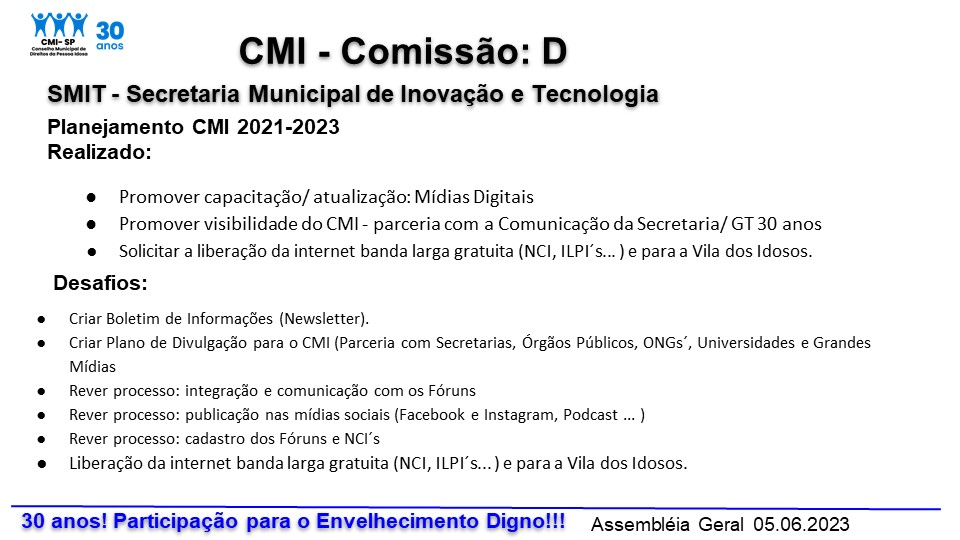 CMI- SP
Conselho Municipal de
Direitos da Pessoa Idosa
30
anos
CMI - Comissão: D
SMIT - Secretaria Municipal de Inovação e Tecnologia
Planejamento CMI 2021-2023
Realizado:
● Promover capacitação/ atualização: Mídias Digitais
● Promover visibilidade do CMI - parceria com a Comunicação da Secretaria/ GT 30 anos
● Solicitar a liberação da internet banda larga gratuita (NCI, ILPI´s... ) e para a Vila dos Idosos.
Desafios:
● Criar Boletim de Informações (Newsletter).
● Criar Plano de Divulgação para o CMI (Parceria com Secretarias, Órgãos Públicos, ONGs´, Universidades e Grandes
Mídias
● Rever processo: integração e comunicação com os Fóruns
● Rever processo: publicação nas mídias sociais (Facebook e Instagram, Podcast ... )
● Rever processo: cadastro dos Fóruns e NCI´s
● Liberação da internet banda larga gratuita (NCI, ILPI´s... ) e para a Vila dos Idosos.
30 anos! Participação para o Envelhecimento Digno!!! Assembléia Geral 05.06.2023